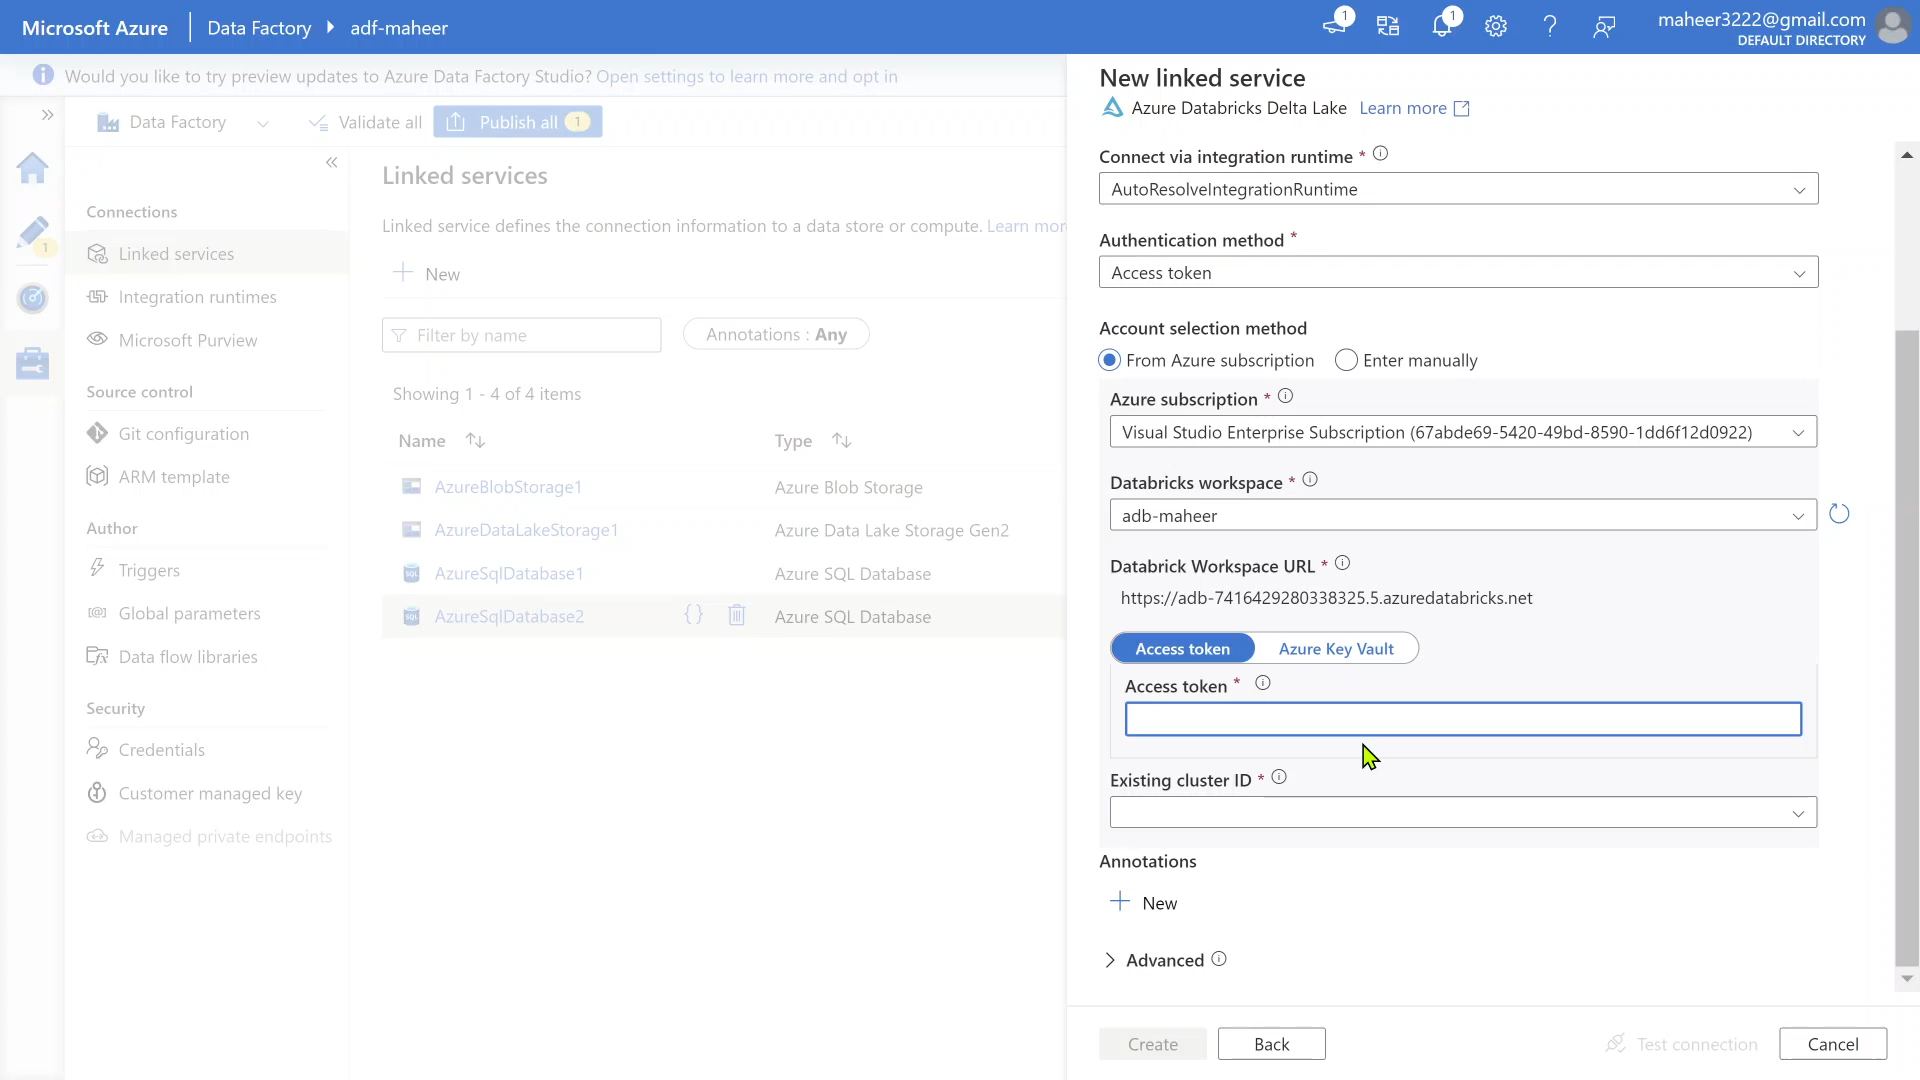 Microsoft Azure
Data Factory
adf-maheer
1
1
maheer3222@gmail.com
DEFAULT DIRECTORY
Would you like to try preview updates to Azure Data Factory Studio? Open settings to learn more and opt in
Data Factory
Validate all
Publish all
1
1
Connections
Linked services
Integration runtimes
Microsoft Purview
Source control
Git configuration
ARM template
Author
Triggers
Global parameters
Data flow libraries
Security
Credentials
Customer managed key
Managed private endpoints
Linked services
Linked service defines the connection information to a data store or compute. Learn mor
New
Filter by name
Annotations : Any
Showing 1 - 4 of 4 items
Name
Type
AzureBlobStorage1
Azure Blob Storage
AzureDataLakeStorage1
Azure Data Lake Storage Gen2
AzureSqlDatabase1
Azure SQL Database
AzureSqlDatabase2
Azure SQL Database
New linked service
Azure Databricks Delta Lake Learn more
Connect via integration runtime *
AutoResolveIntegrationRuntime
Authentication method *
Access token
Account selection method
From Azure subscription
Enter manually
Azure subscription *
Visual Studio Enterprise Subscription (67abde69-5420-49bd-8590-1dd6f12d0922)
Databricks workspace *
adb-maheer
Databrick Workspace URL *
https://adb-7416429280338325.5.azuredatabricks.net
Access token
Azure Key Vault
Access token *
Existing cluster ID *
Annotations
New
Advanced
Create
Back
Test connection
Cancel